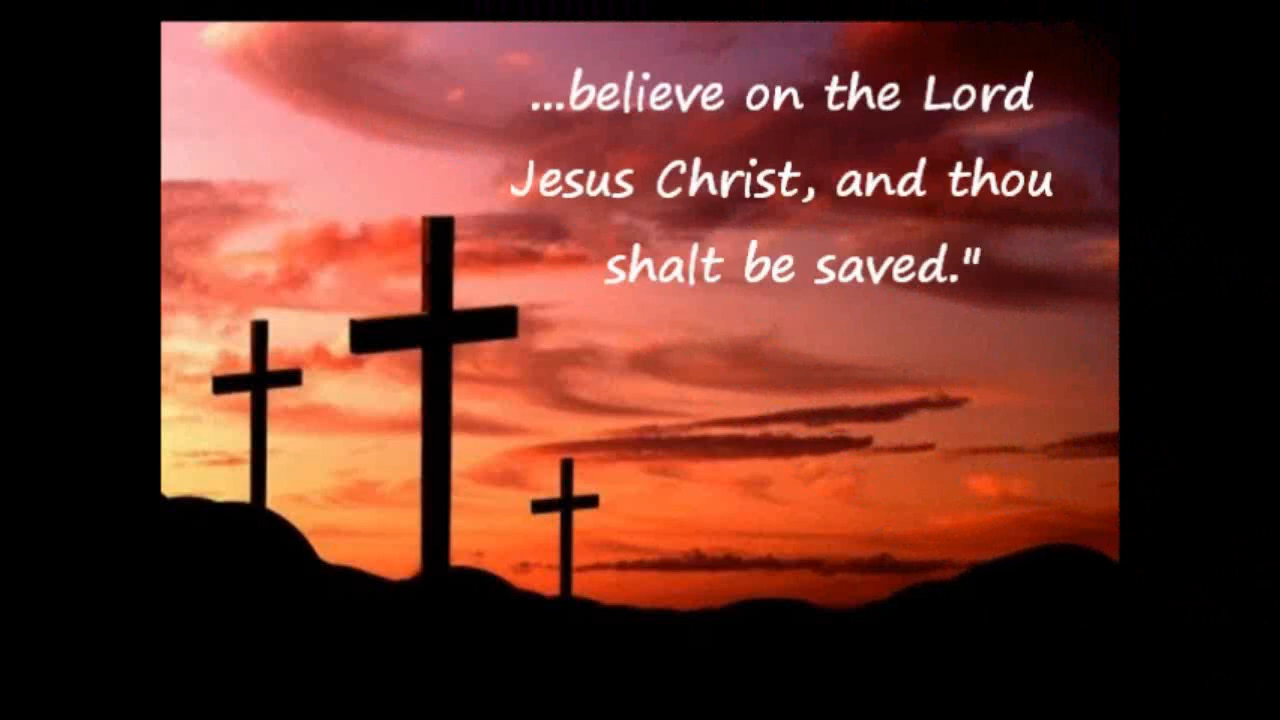 ...believe on the Lord
Jesus Christ, and thou
shalt be saved."